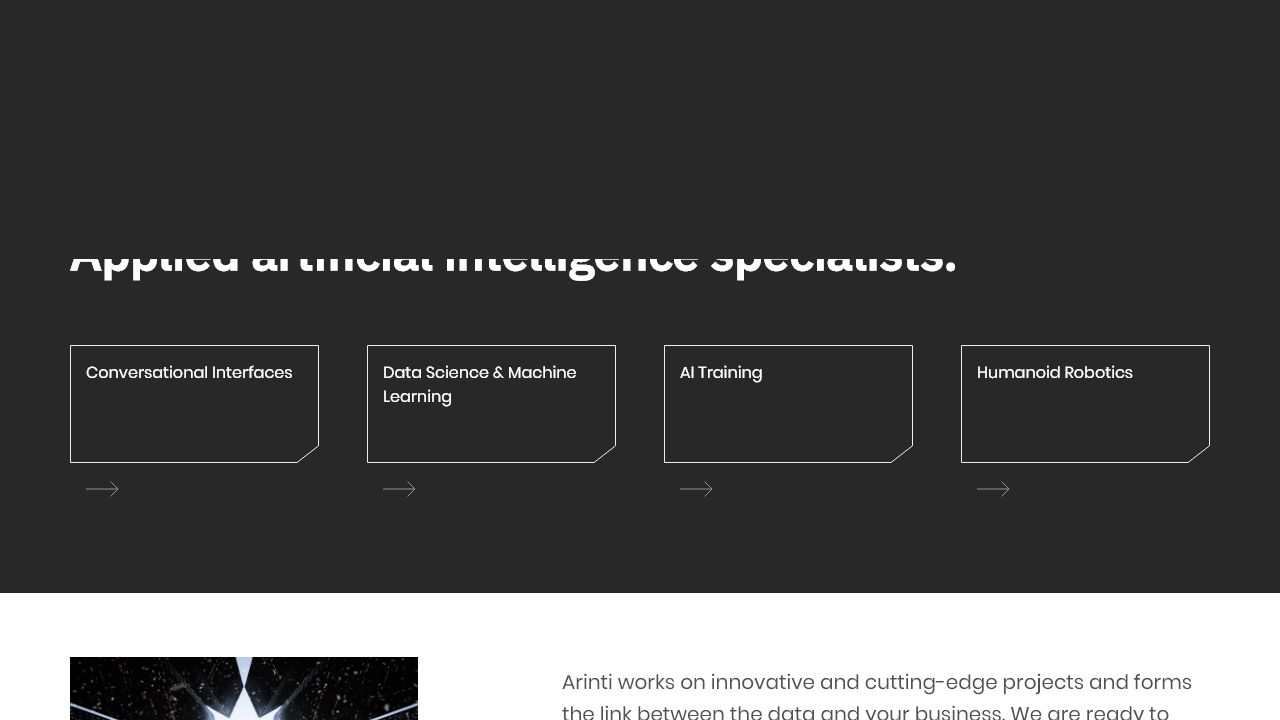 Applied artificial intelligence specialists.
Conversational Interfaces
Data Science & Machine
Learning
AI Training
Humanoid Robotics
Arinti works on innovative and cutting-edge projects and forms
the link between the data and your business. We are ready to